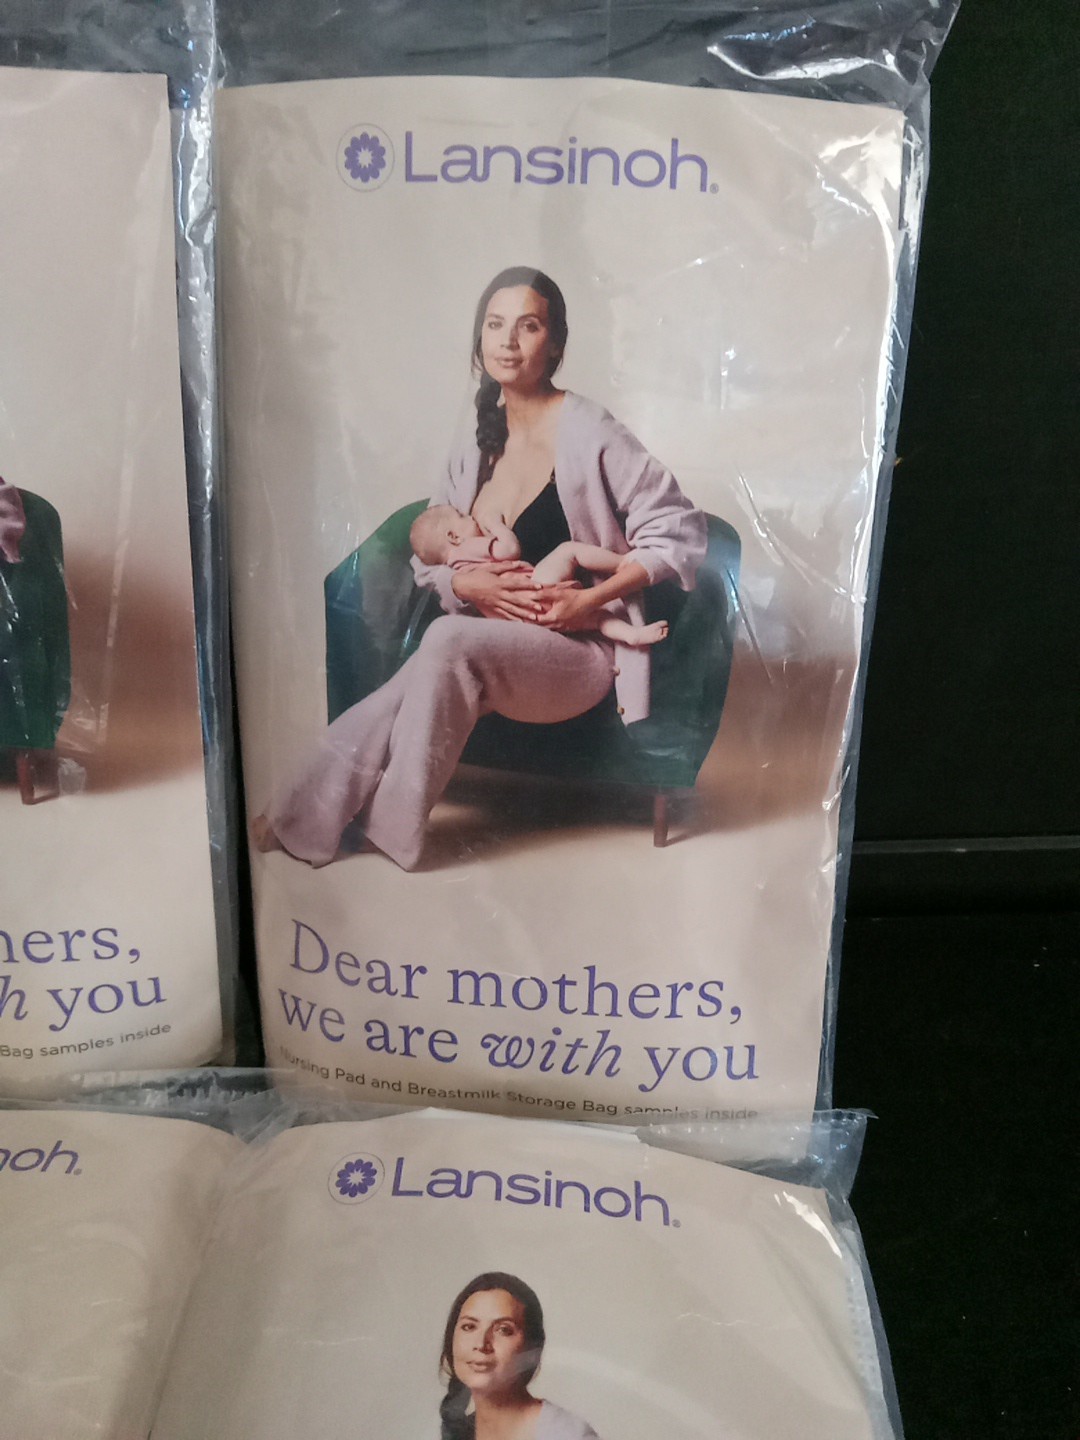 Lansinoh®
Dear mothers,
we are with you
Nursing Pad and Breastmilk Storage Bag samples inside
hers,
h you
Bag samples inside
noh®
Lansinoh®